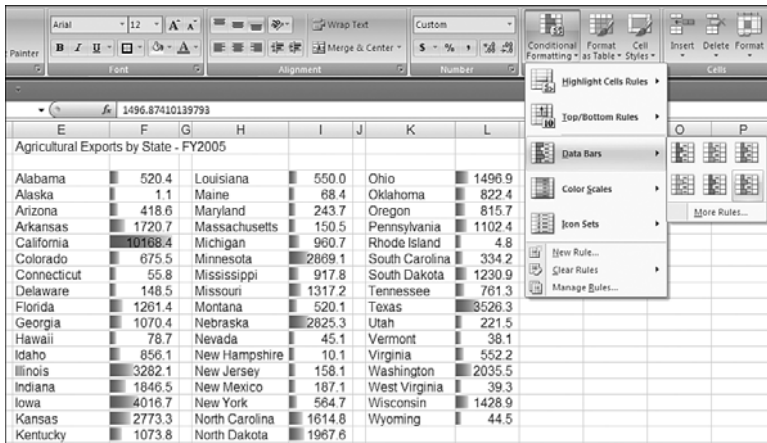 Arial 12 A A Wrap Text Custom
Painter B I U A Merge & Center $ % , Conditional Formatting Format as Table Cell Styles Insert Delete Format
Font Alignment Number Cells
fx 1496.87410139793
Highlight Cells Rules
Top/Bottom Rules
Data Bars
Color Scales
Icon Sets
New Rule...
Clear Rules
Manage Rules...
More Rules...
E F G H I J K L O P
Agricultural Exports by State - FY2005
Alabama 520.4 Louisiana 550.0 Ohio 1496.9
Alaska 1.1 Maine 68.4 Oklahoma 822.4
Arizona 418.6 Maryland 243.7 Oregon 815.7
Arkansas 1720.7 Massachusetts 150.5 Pennsylvania 1102.4
California 10168.4 Michigan 960.7 Rhode Island 4.8
Colorado 675.5 Minnesota 2869.1 South Carolina 334.2
Connecticut 55.8 Mississippi 917.8 South Dakota 1230.9
Delaware 148.5 Missouri 1317.2 Tennessee 761.3
Florida 1261.4 Montana 520.1 Texas 3526.3
Georgia 1070.4 Nebraska 2825.3 Utah 221.5
Hawaii 78.7 Nevada 45.1 Vermont 38.1
Idaho 856.1 New Hampshire 10.1 Virginia 552.2
Illinois 3282.1 New Jersey 158.1 Washington 2035.5
Indiana 1846.5 New Mexico 187.1 West Virginia 39.3
Iowa 4016.7 New York 564.7 Wisconsin 1428.9
Kansas 2773.3 North Carolina 1614.8 Wyoming 44.5
Kentucky 1073.8 North Dakota 1967.6